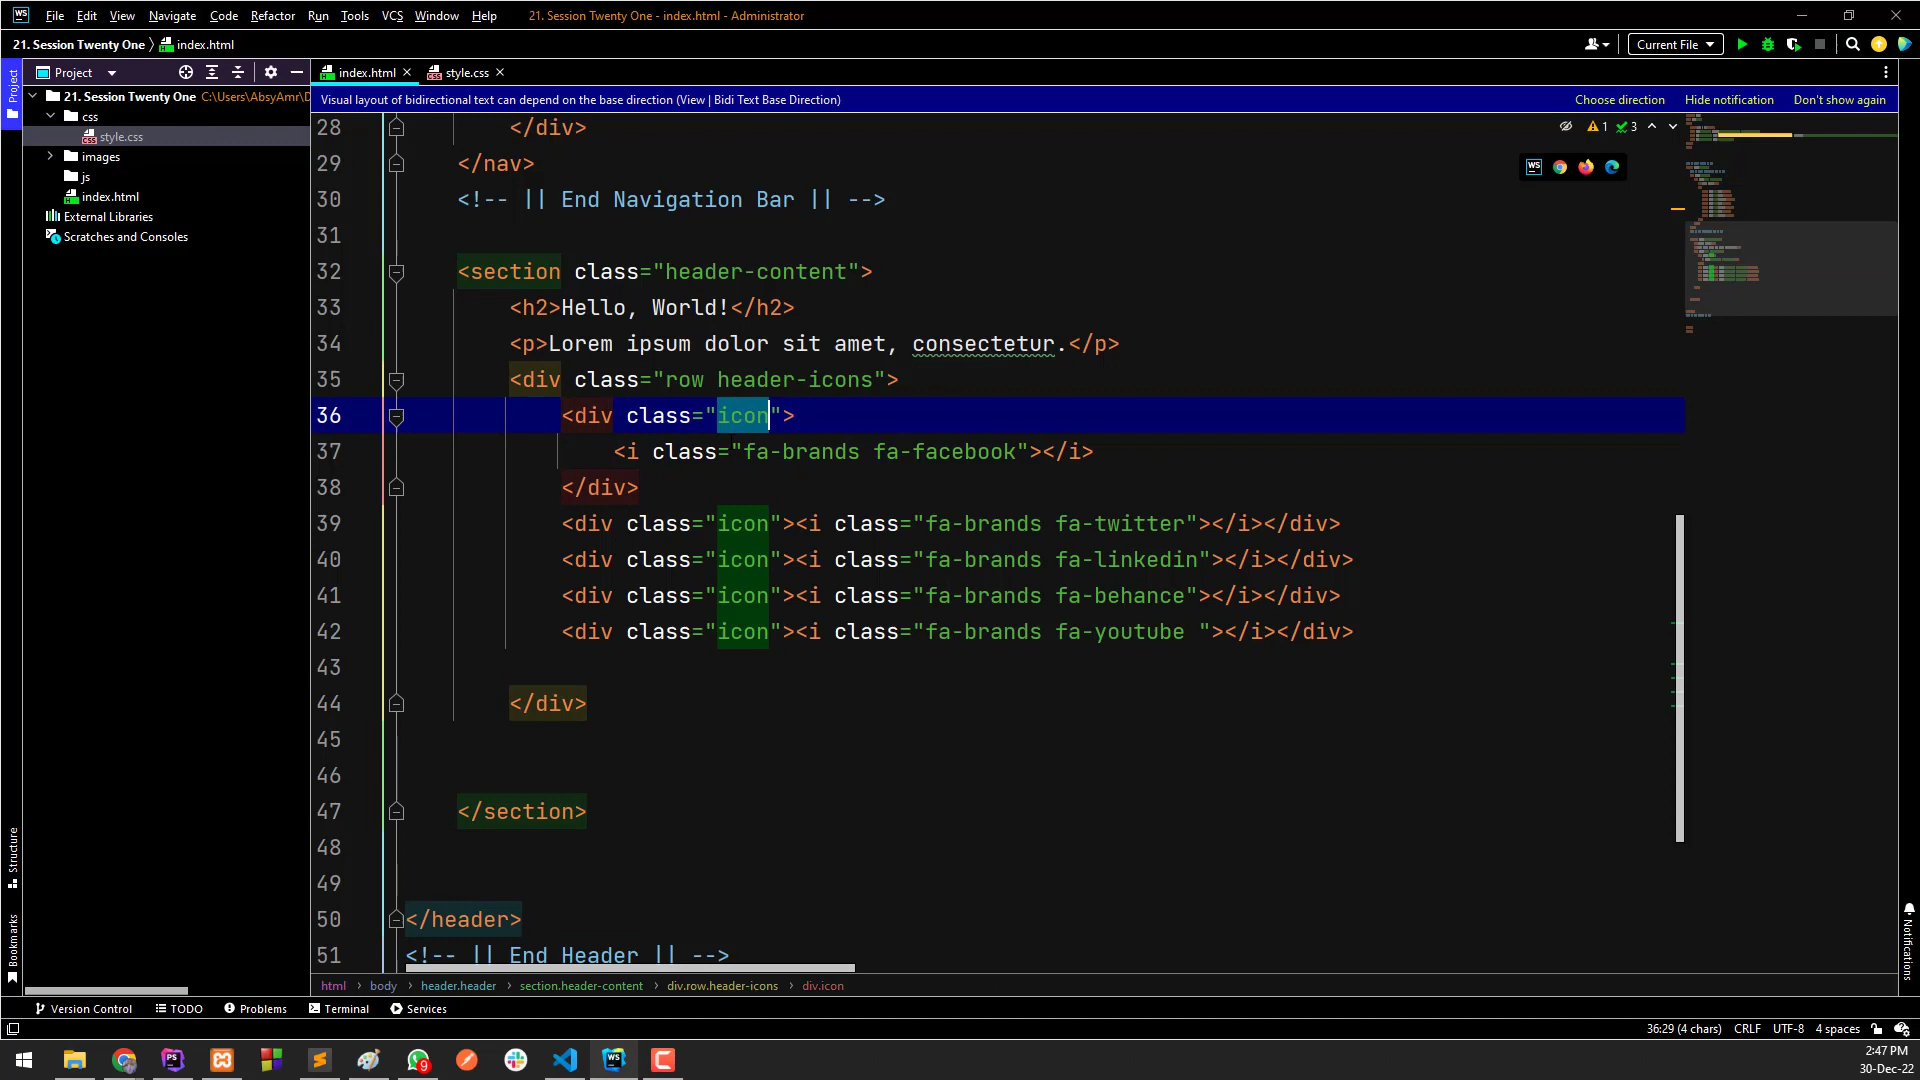 File Edit View Navigate Code Refactor Run Tools VCS Window Help 21. Session Twenty One - index.html - Administrator
21. Session Twenty One index.html Current File
Project
index.html style.css
21. Session Twenty One C:\Users\AbsyAmr\D
css
style.css
images
js
index.html
External Libraries
Scratches and Consoles
Project
Structure
Bookmarks
Visual layout of bidirectional text can depend on the base direction (View | Bidi Text Base Direction) Choose direction Hide notification Don't show again
1 3
28 </div>
29 </nav>
30 <!-- || End Navigation Bar || -->
31
32 <section class="header-content">
33 <h2>Hello, World!</h2>
34 <p>Lorem ipsum dolor sit amet, consectetur.</p>
35 <div class="row header-icons">
36 <div class="icon">
37 <i class="fa-brands fa-facebook"></i>
38 </div>
39 <div class="icon"><i class="fa-brands fa-twitter"></i></div>
40 <div class="icon"><i class="fa-brands fa-linkedin"></i></div>
41 <div class="icon"><i class="fa-brands fa-behance"></i></div>
42 <div class="icon"><i class="fa-brands fa-youtube "></i></div>
43
44 </div>
45
46
47 </section>
48
49
50 </header>
51 <!-- || End Header || -->
Notifications
html body header.header section.header-content div.row.header-icons div.icon
Version Control TODO Problems Terminal Services
36:29 (4 chars) CRLF UTF-8 4 spaces
9
2:47 PM
30-Dec-22